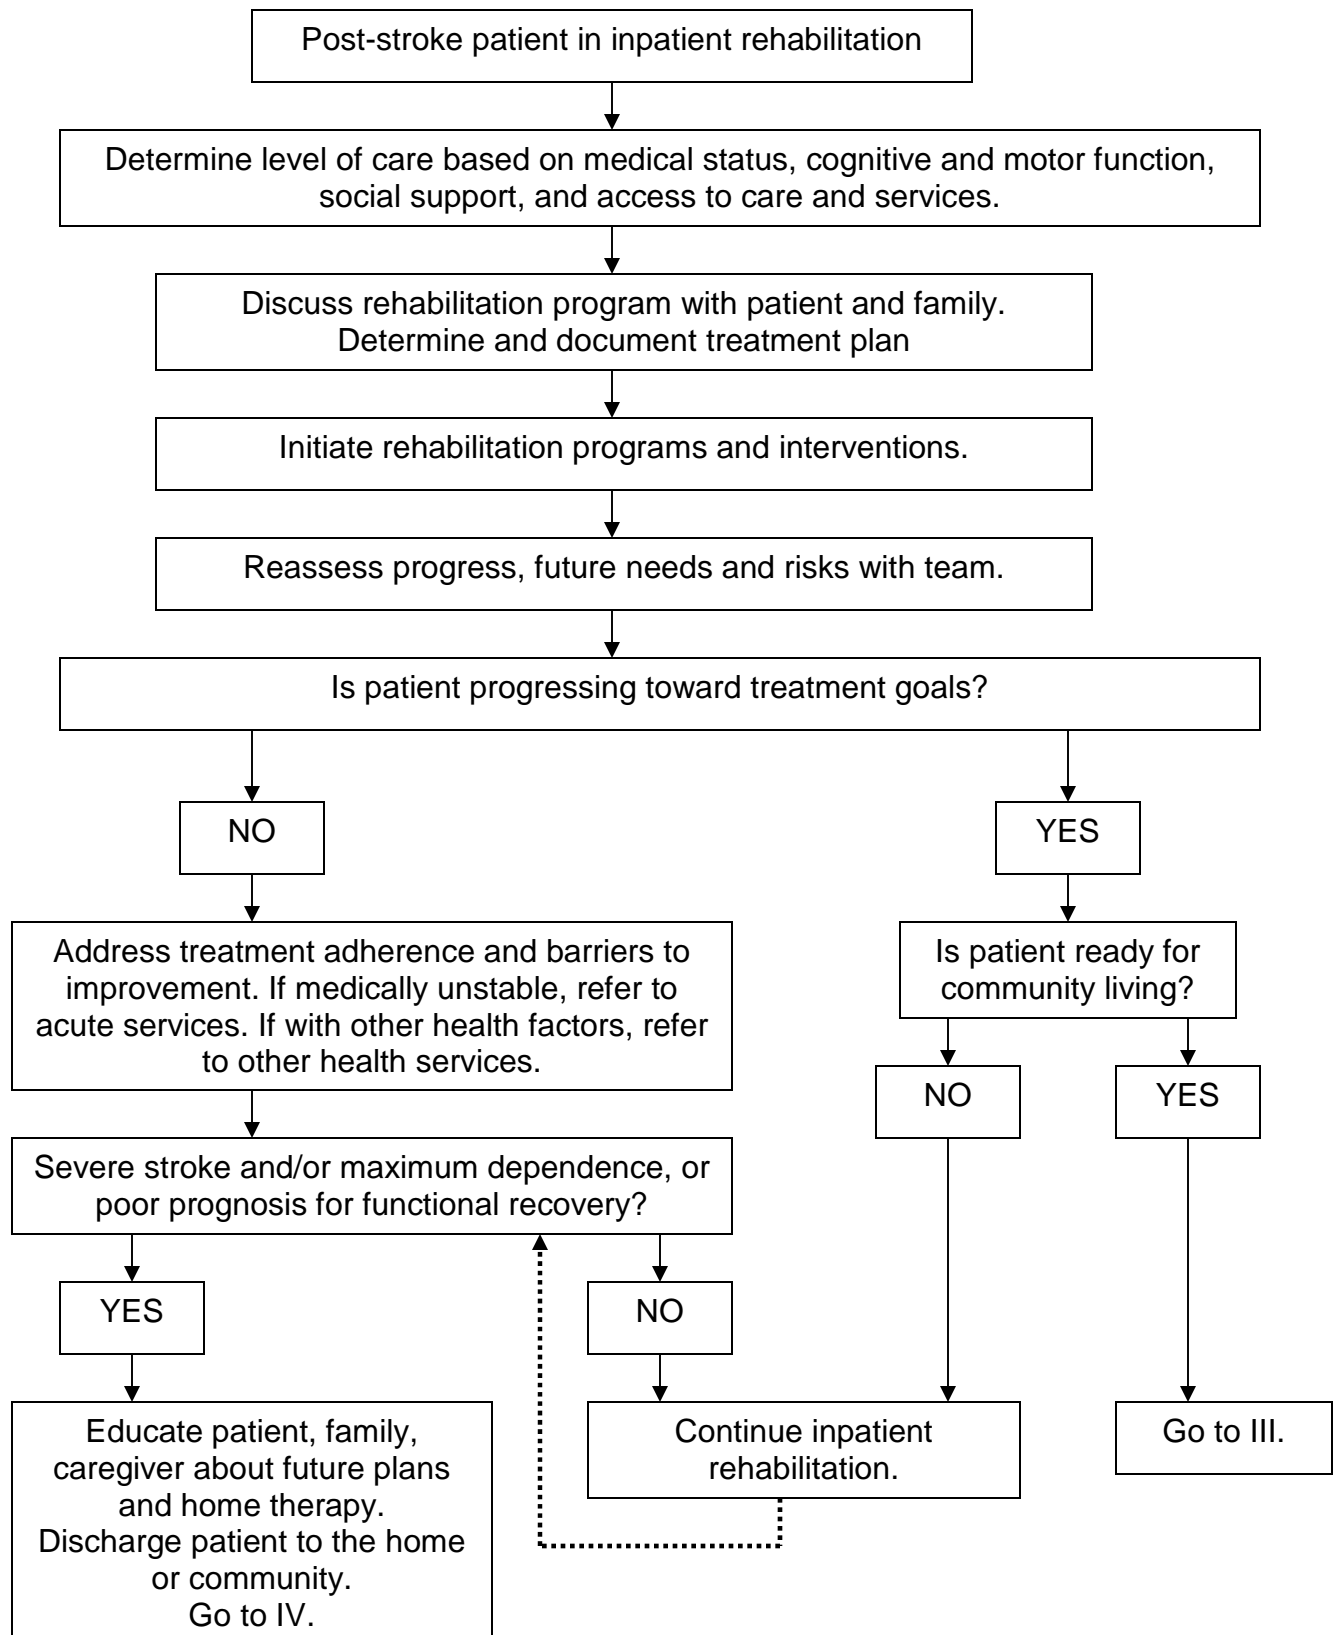 Post-stroke patient in inpatient rehabilitation
Determine level of care based on medical status, cognitive and motor function,
social support, and access to care and services.
Discuss rehabilitation program with patient and family.
Determine and document treatment plan
Initiate rehabilitation programs and interventions.
Reassess progress, future needs and risks with team.
Is patient progressing toward treatment goals?
NO
YES
Address treatment adherence and barriers to
improvement. If medically unstable, refer to
acute services. If with other health factors, refer
to other health services.
Is patient ready for
community living?
NO
YES
Severe stroke and/or maximum dependence, or
poor prognosis for functional recovery?
YES
NO
Educate patient, family,
caregiver about future plans
and home therapy.
Discharge patient to the home
or community.
Go to IV.
Continue inpatient
rehabilitation.
Go to III.